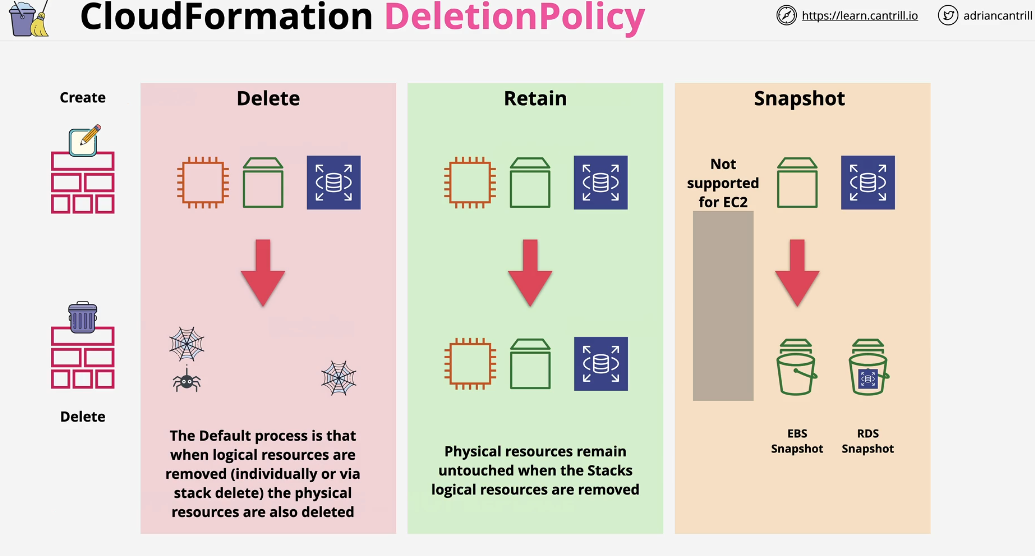 CloudFormation DeletionPolicy
https://learn.cantrill.io
adriancantrill
Create
Delete
Delete
The Default process is that
when logical resources are
removed (individually or via
stack delete) the physical
resources are also deleted
Retain
Physical resources remain
untouched when the Stacks
logical resources are removed
Snapshot
Not
supported
for EC2
EBS
Snapshot
RDS
Snapshot